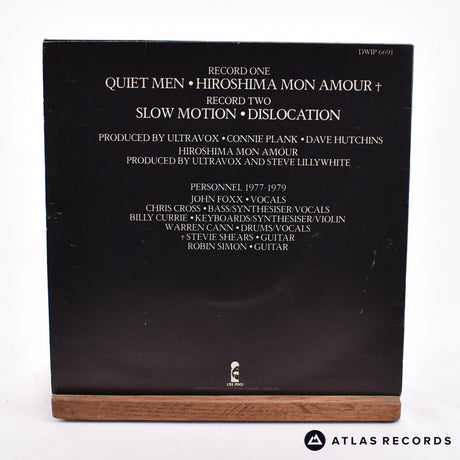 DWIP 6691
RECORD ONE
QUIET MEN • HIROSHIMA MON AMOUR †
RECORD TWO
SLOW MOTION • DISLOCATION
PRODUCED BY ULTRAVOX • CONNIE PLANK • DAVE HUTCHINS
HIROSHIMA MON AMOUR
PRODUCED BY ULTRAVOX AND STEVE LILLYWHITE
PERSONNEL 1977-1979
JOHN FOXX • VOCALS
CHRIS CROSS • BASS/SYNTHESISER/VOCALS
BILLY CURRIE • KEYBOARDS/SYNTHESISER/VIOLIN
WARREN CANN • DRUMS/VOCALS
† STEVIE SHEARS • GUITAR
ROBIN SIMON • GUITAR
ISLAND
ATLAS RECORDS